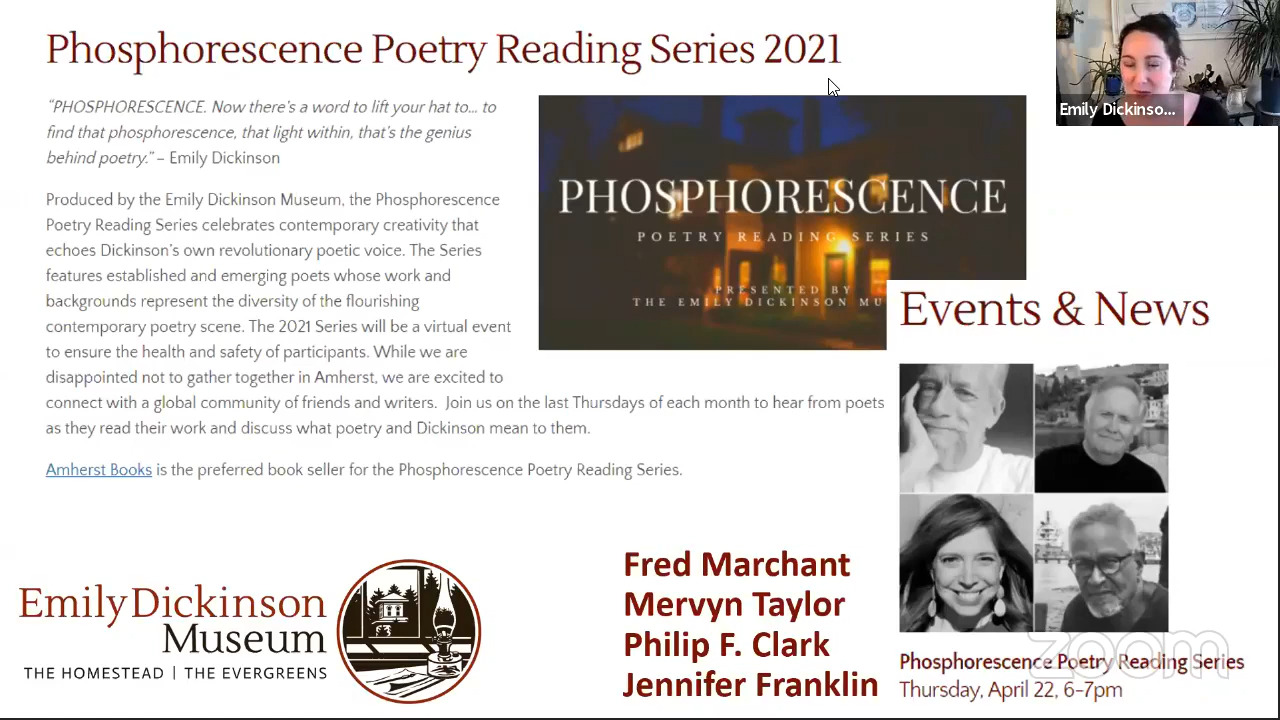 Phosphorescence Poetry Reading Series 2021
“PHOSPHORESCENCE. Now there's a word to lift your hat to... to
find that phosphorescence, that light within, that's the genius
behind poetry.” – Emily Dickinson
Produced by the Emily Dickinson Museum, the Phosphorescence
Poetry Reading Series celebrates contemporary creativity that
echoes Dickinson's own revolutionary poetic voice. The Series
features established and emerging poets whose work and
backgrounds represent the diversity of the flourishing
contemporary poetry scene. The 2021 Series will be a virtual event
to ensure the health and safety of participants. While we are
disappointed not to gather together in Amherst, we are excited to
connect with a global community of friends and writers. Join us on the last Thursdays of each month to hear from poets
as they read their work and discuss what poetry and Dickinson mean to them.
Amherst Books is the preferred book seller for the Phosphorescence Poetry Reading Series.
PHOSPHORESCENCE
POETRY READING SERIES
PRESENTED BY
THE EMILY DICKINSON MU
zoom
Emily Dickinso...
Events & News
Emily Dickinson
Museum
THE HOMESTEAD | THE EVERGREENS
Fred Marchant
Mervyn Taylor
Philip F. Clark
Jennifer Franklin
Phosphorescence Poetry Reading Series
Thursday, April 22, 6-7pm
zoom